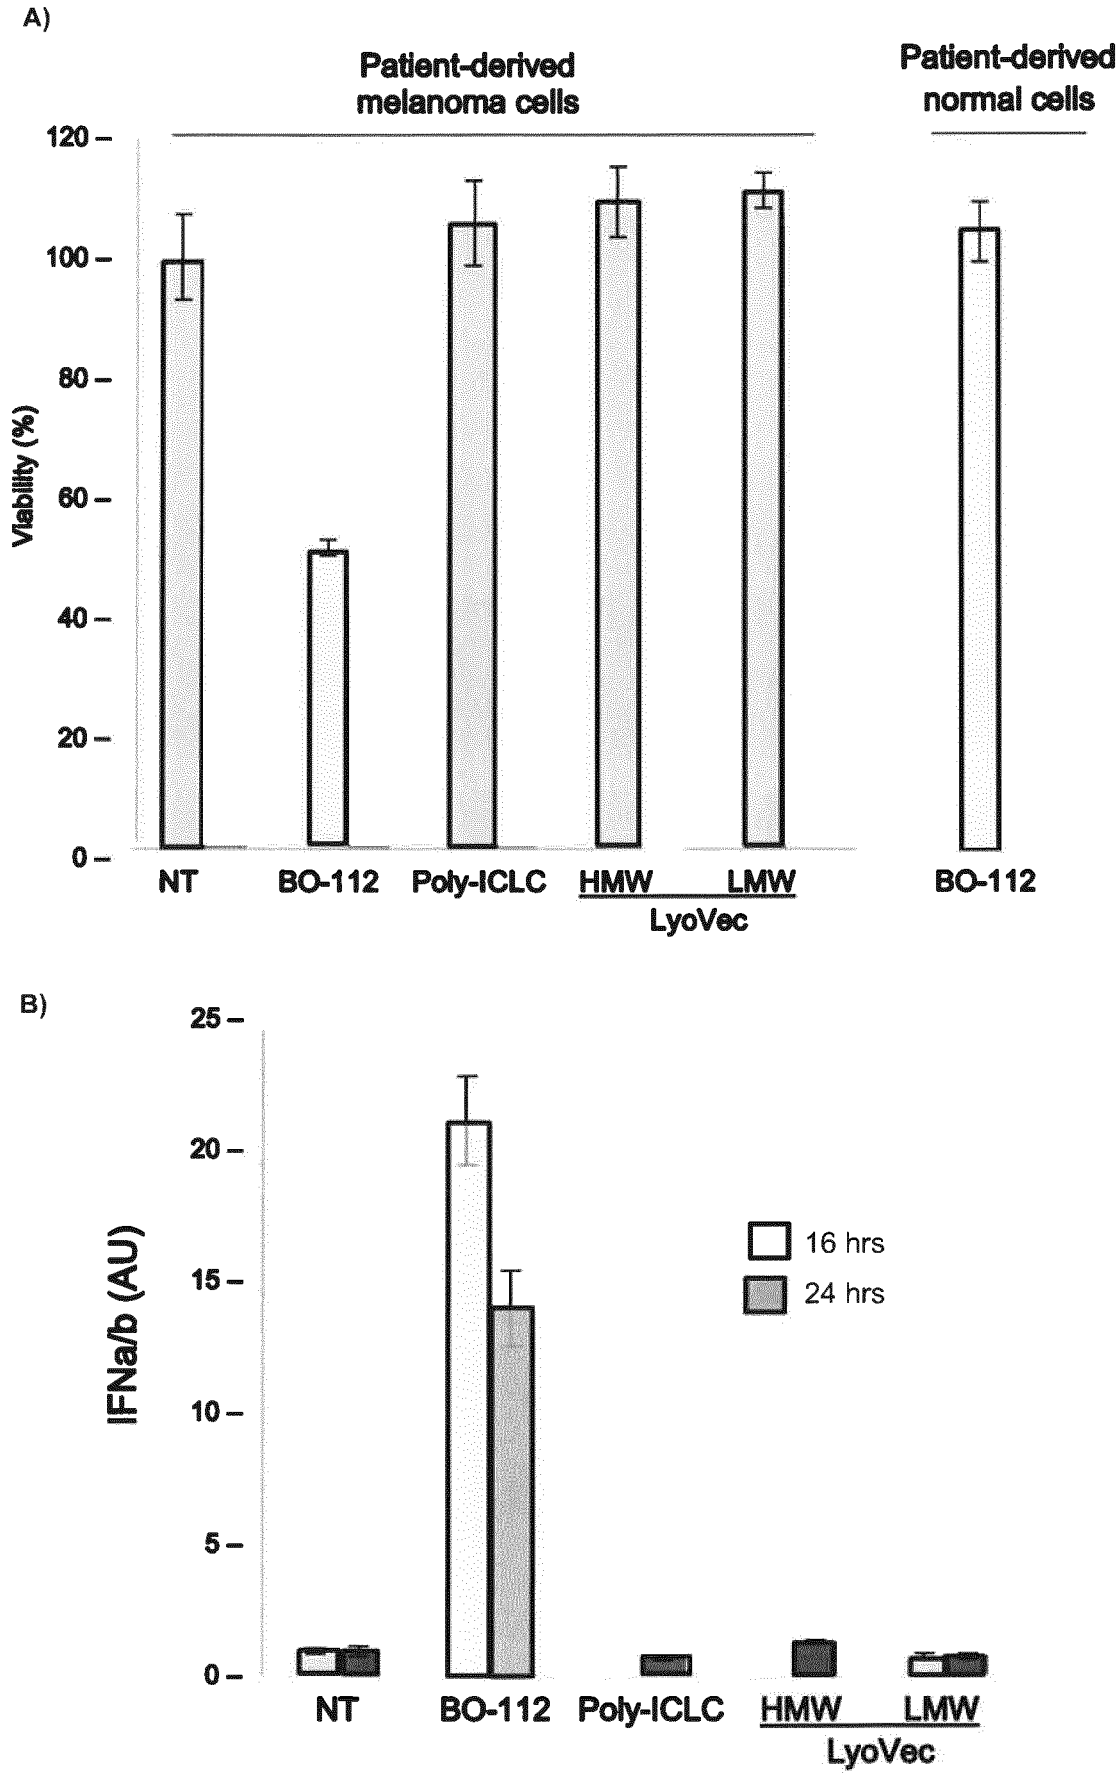 A)
Patient-derived
melanoma cells
Patient-derived
normal cells
120
100
80
60
40
20
0
Viability (%)
NT BO-112 Poly-ICLC HMW LMW BO-112
LyoVec
B)
25
20
15
10
5
0
IFNa/b (AU)
16 hrs
24 hrs
NT BO-112 Poly-ICLC HMW LMW
LyoVec